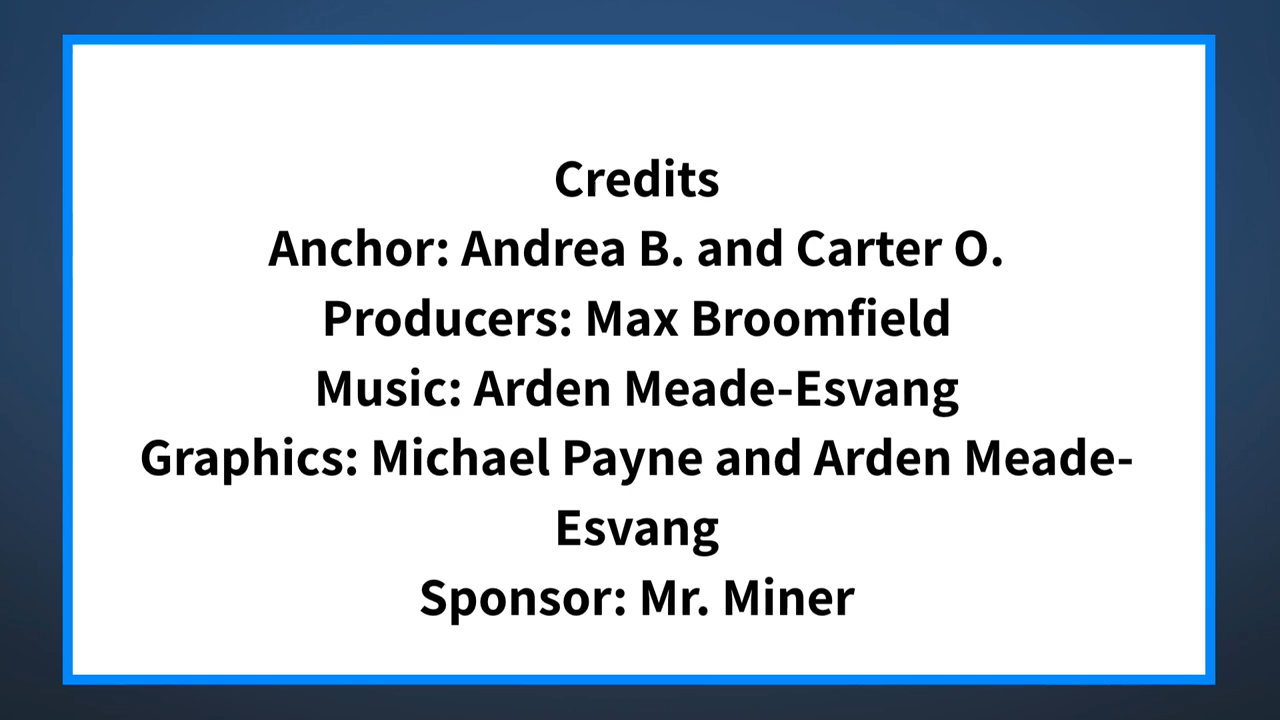 Credits
Anchor: Andrea B. and Carter O.
Producers: Max Broomfield
Music: Arden Meade-Esvang
Graphics: Michael Payne and Arden Meade-
Esvang
Sponsor: Mr. Miner